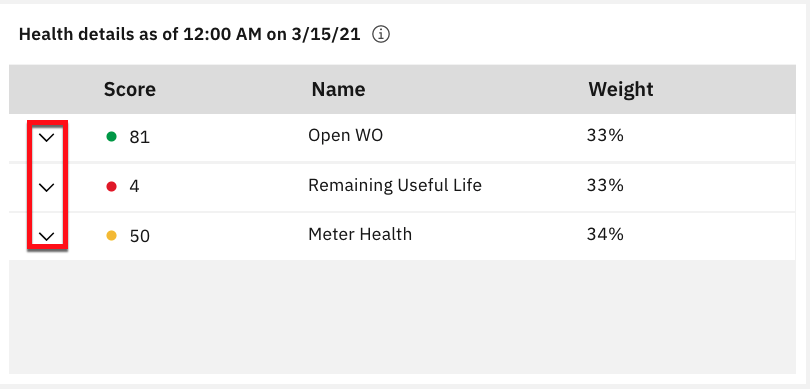 Health details as of 12:00 AM on 3/15/21
Score Name Weight
81 Open WO 33%
4 Remaining Useful Life 33%
50 Meter Health 34%